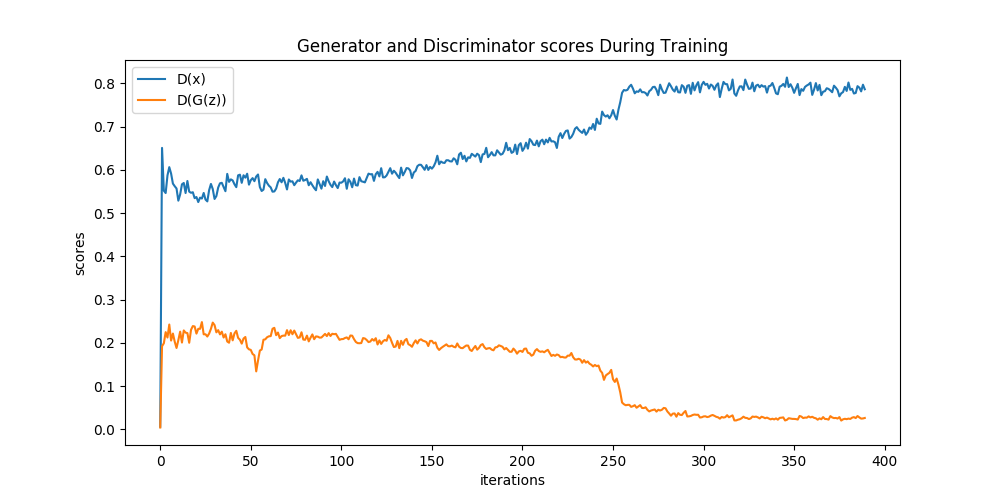 Generator and Discriminator scores During Training
D(x)
D(G(z))
scores
0.8
0.7
0.6
0.5
0.4
0.3
0.2
0.1
0.0
0 50 100 150 200 250 300 350 400
iterations